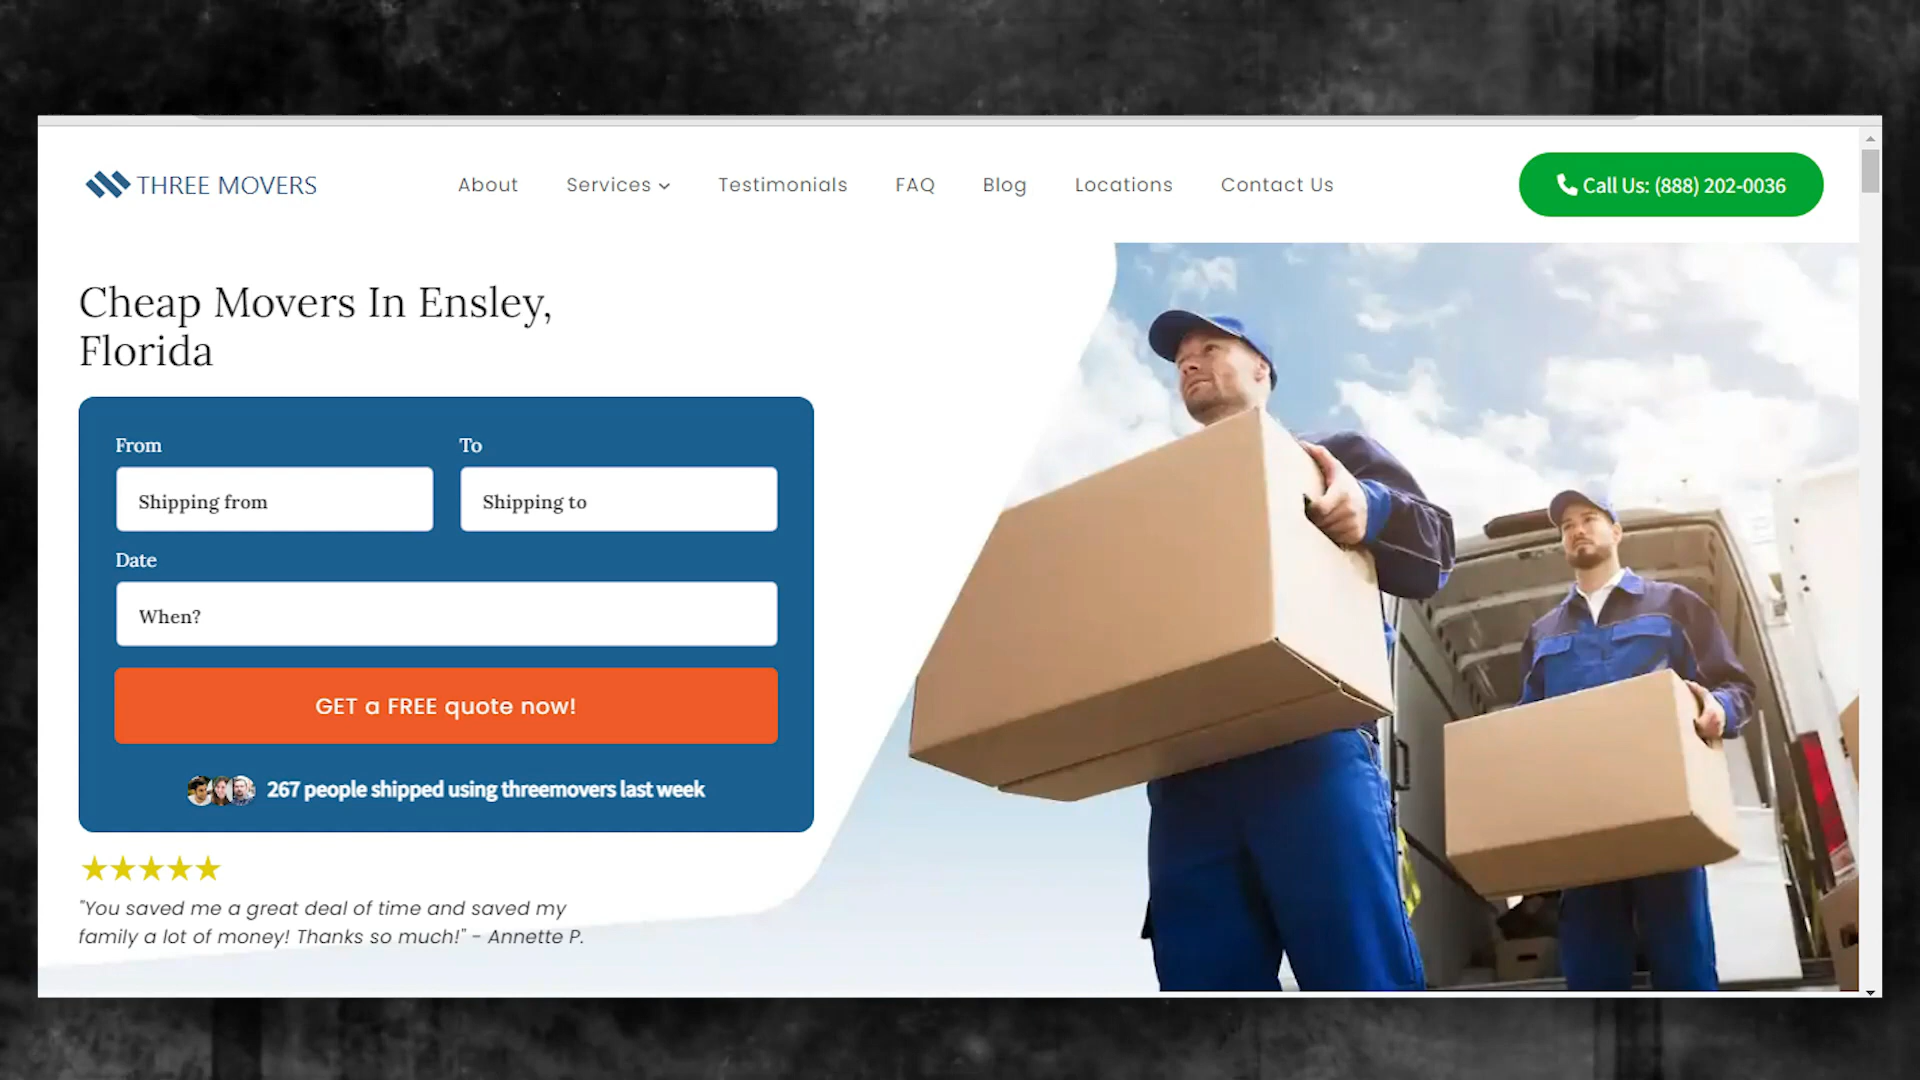 THREE MOVERS
About
Services
Testimonials
FAQ
Blog
Locations
Contact Us
Call Us: (888) 202-0036
Cheap Movers In Ensley,
Florida
From
To
Shipping from
Shipping to
Date
When?
GET a FREE quote now!
267 people shipped using threemovers last week
"You saved me a great deal of time and saved my
family a lot of money! Thanks so much!" - Annette P.